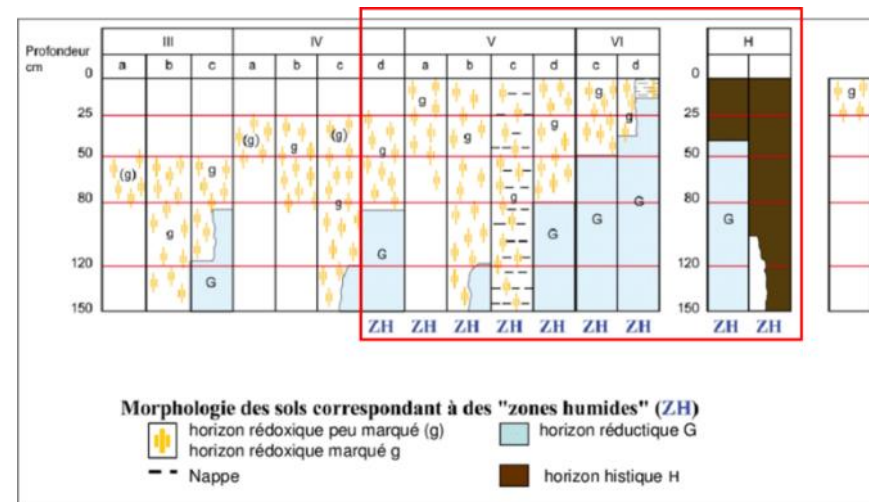 III IV V VI H
Profondeur
cm
a b c a b c d a b c d c d
0 0
g g g
25 25
(g) g (g) g g g g
50 50
(g) g g
80 80
g g G G G G
g G G
120 120
G
150 150
ZH ZH ZH ZH ZH ZH ZH ZH ZH
Morphologie des sols correspondant à des "zones humides" (ZH)
horizon rédoxique peu marqué (g) horizon réductique G
horizon rédoxique marqué g
Nappe horizon histique H